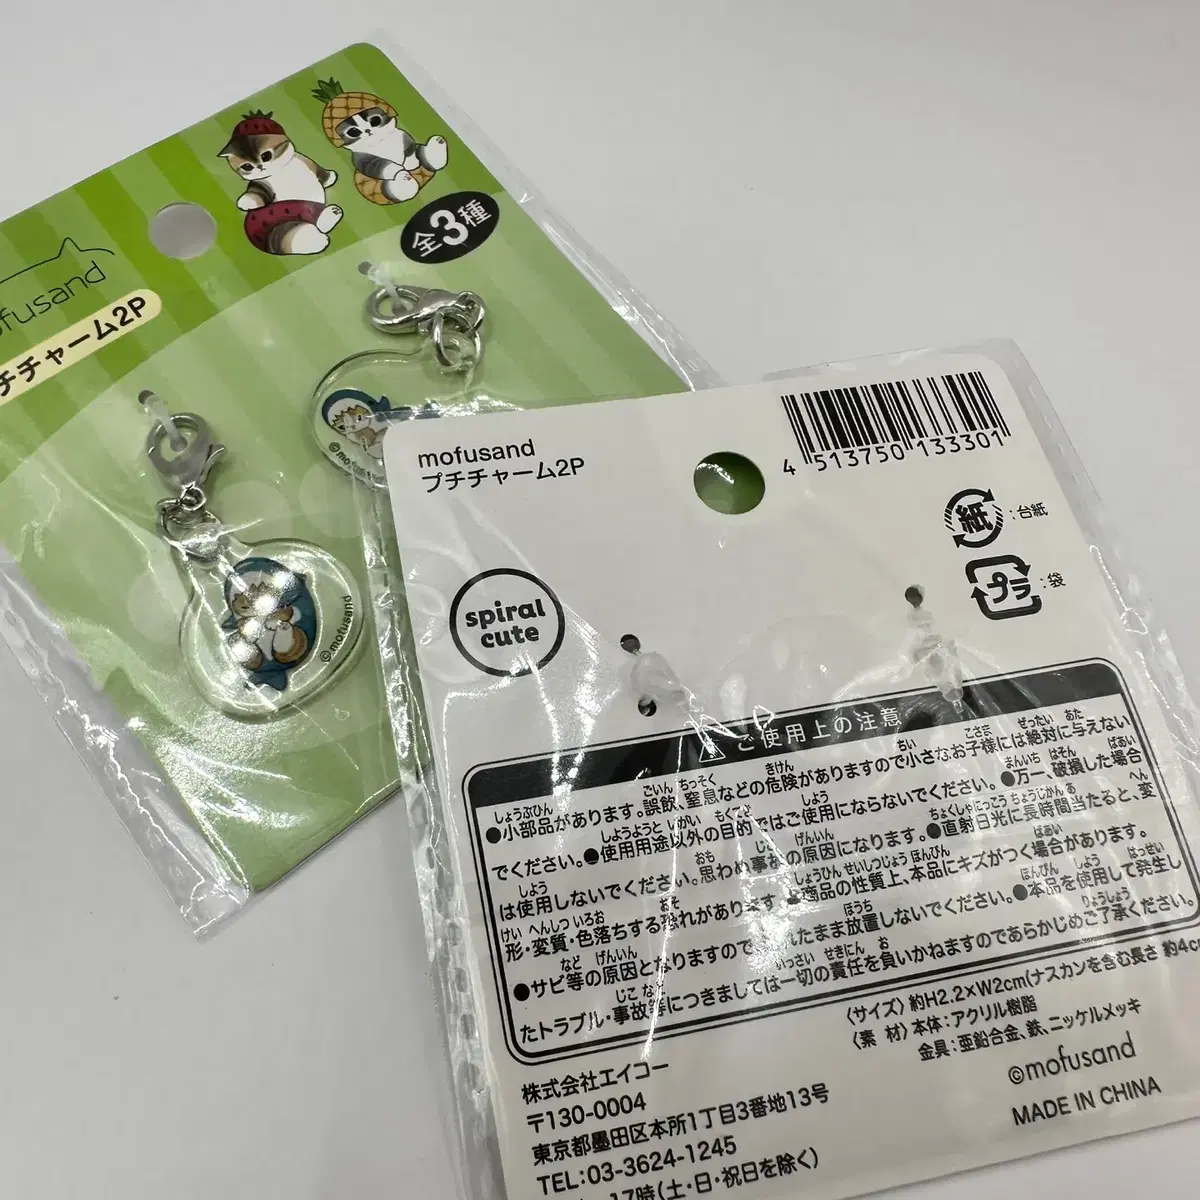 mofusand
チチャーム2P
全3種
©mofusand
©mofusand
mofusand
プチチャーム2P
4 513750 133301
紙:台紙
プラ:袋
spiral
cute
ご使用上の注意
●小部品があります。誤飲、窒息などの危険がありますので小さなお子様には絶対に与えない
でください。●使用用途以外の目的ではご使用にならないでください。●万一、破損した場合
は使用しないでください。思わぬ事故の原因になります。●直射日光に長時間当たると、変
形・変質・色落ちする恐れがあります。●商品の性質上、本品にキズがつく場合があります。
●サビ等の原因となりますので たまま放置しないでください。●本品を使用して発生し
たトラブル・事故等につきましては一切の責任を負いかねますのであらかじめご了承ください。
〈サイズ〉約H2.2×W2cm(ナスカンを含む長さ 約4c
〈素 材〉本体:アクリル樹脂
金具:亜鉛合金、鉄、ニッケルメッキ
©mofusand
MADE IN CHINA
株式会社エイコー
〒130-0004
東京都墨田区本所1丁目3番地13号
TEL:03-3624-1245
17時(土・日・祝日を除く)